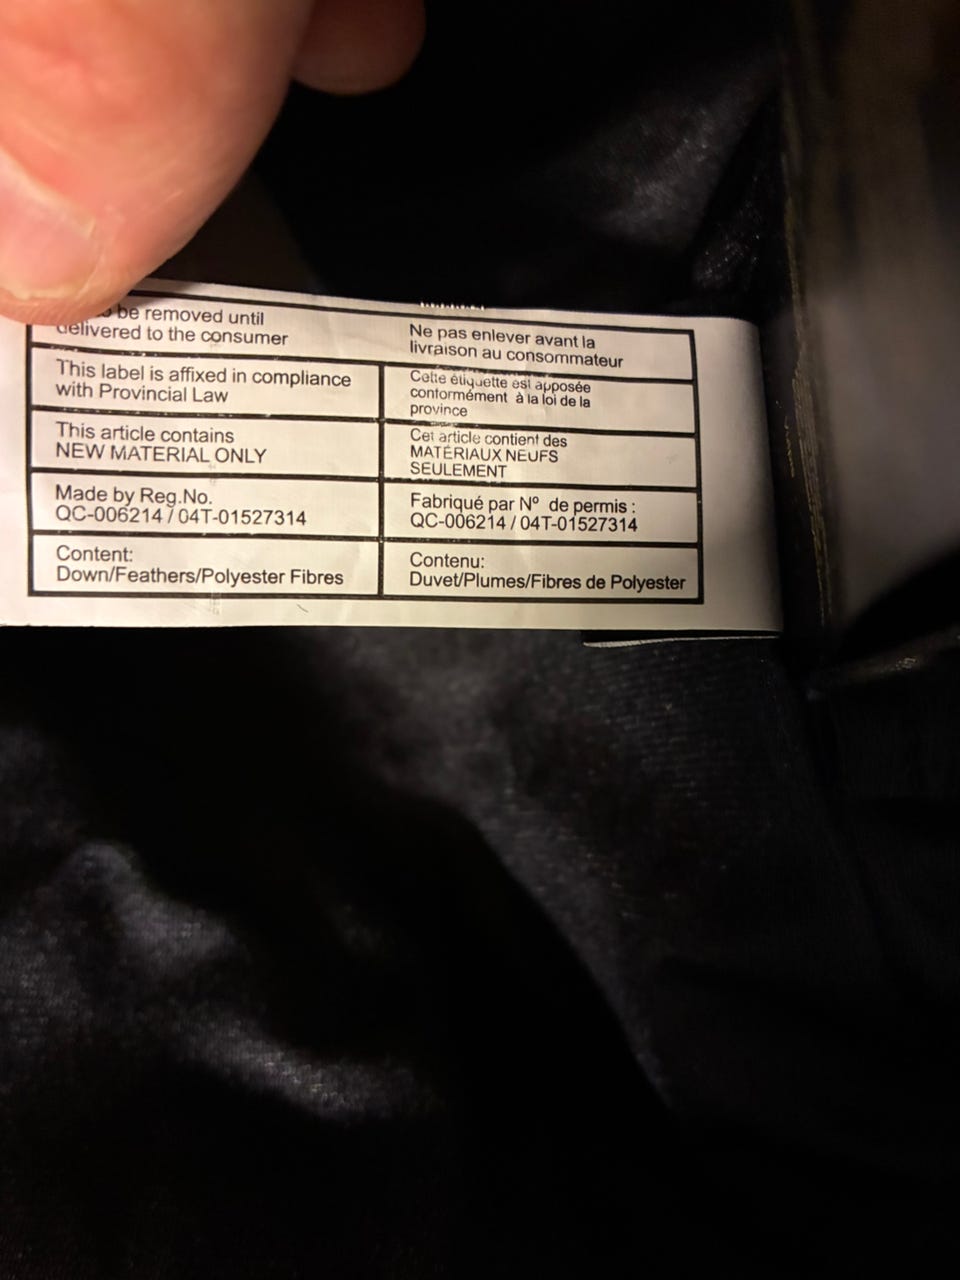 be removed until
delivered to the consumer
Ne pas enlever avant la
livraison au consommateur
This label is affixed in compliance
with Provincial Law
Cette étiquette est apposée
conformément à la loi de la
province
This article contains
NEW MATERIAL ONLY
Cet article contient des
MATÉRIAUX NEUFS
SEULEMENT
Made by Reg.No.
QC-006214 / 04T-01527314
Fabriqué par Nº de permis :
QC-006214 / 04T-01527314
Content:
Down/Feathers/Polyester Fibres
Contenu:
Duvet/Plumes/Fibres de Polyester